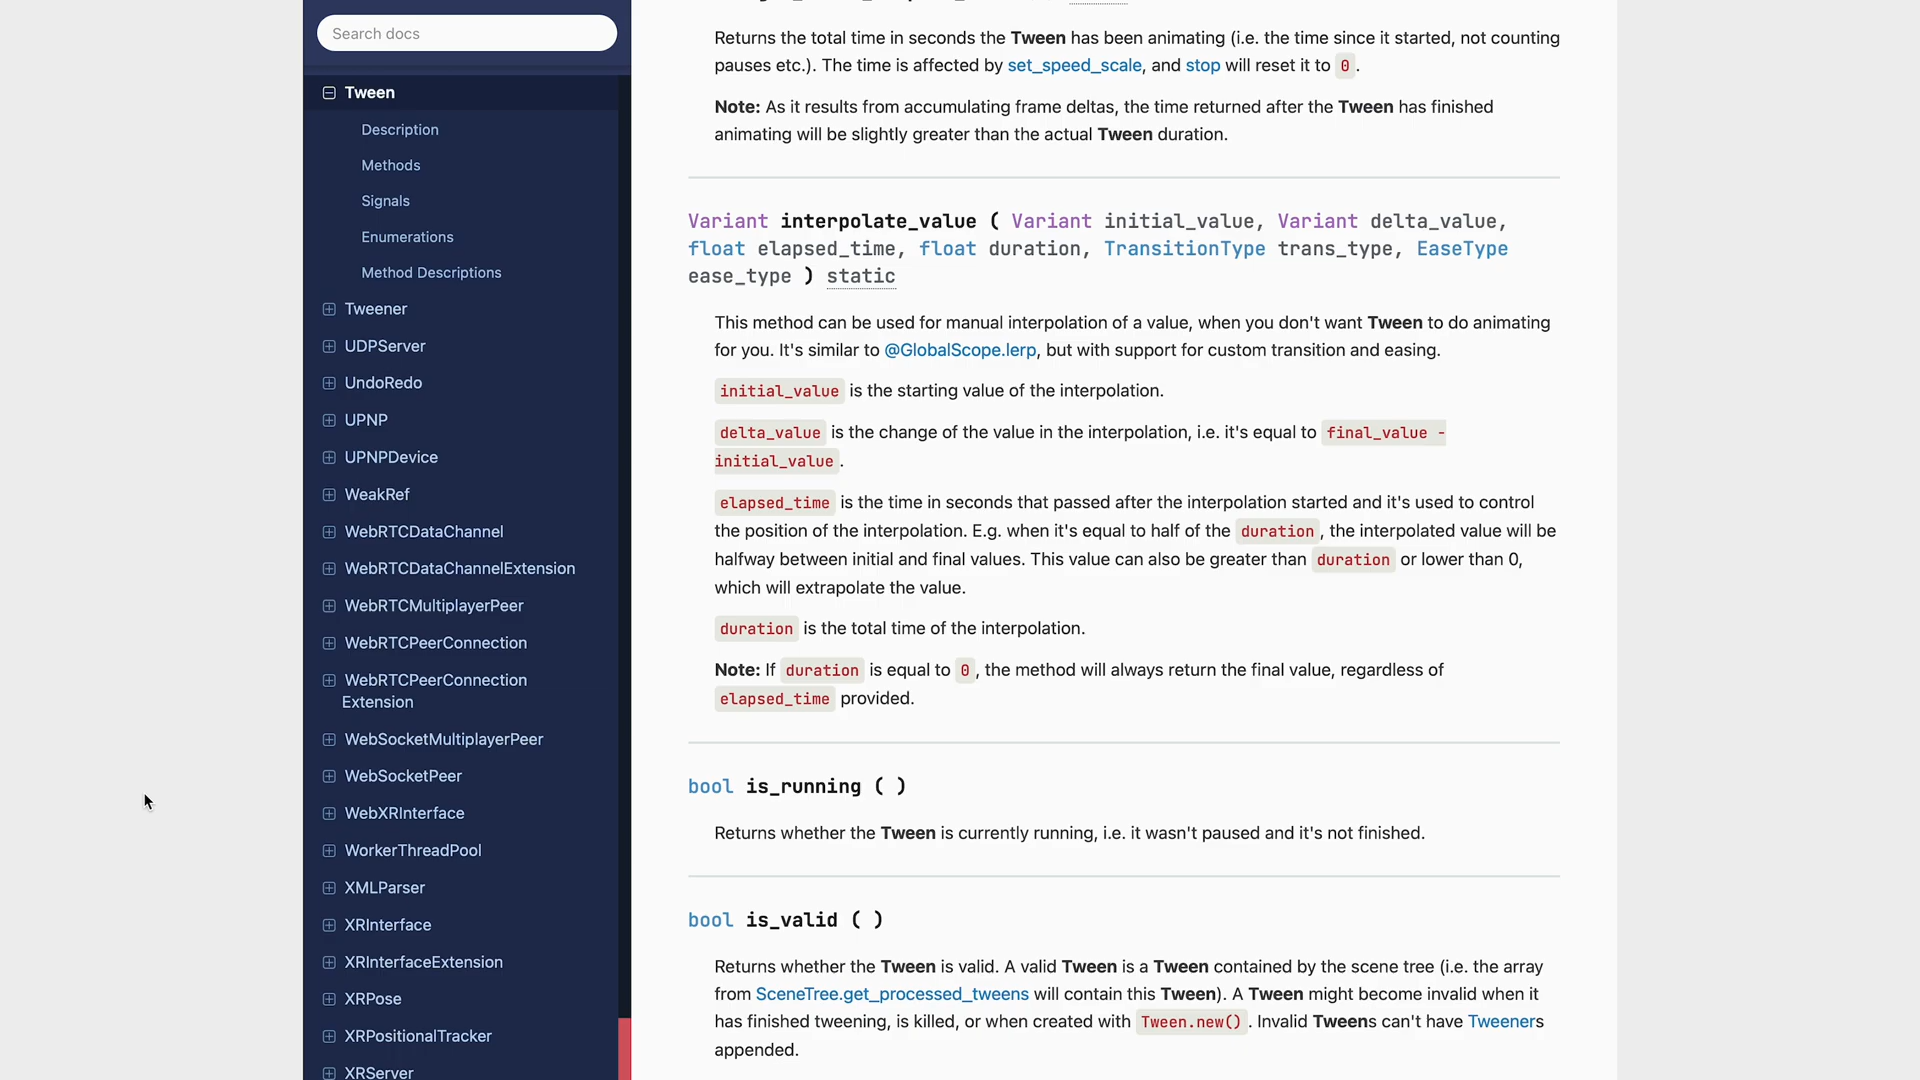 Search docs
Tween
Description
Methods
Signals
Enumerations
Method Descriptions
Tweener
UDPServer
UndoRedo
UPNP
UPNPDevice
WeakRef
WebRTCDataChannel
WebRTCDataChannelExtension
WebRTCMultiplayerPeer
WebRTCPeerConnection
WebRTCPeerConnection
Extension
WebSocketMultiplayerPeer
WebSocketPeer
WebXRInterface
WorkerThreadPool
XMLParser
XRInterface
XRInterfaceExtension
XRPose
XRPositionalTracker
XRServer
Returns the total time in seconds the Tween has been animating (i.e. the time since it started, not counting
pauses etc.). The time is affected by set_speed_scale, and stop will reset it to 0.
Note: As it results from accumulating frame deltas, the time returned after the Tween has finished
animating will be slightly greater than the actual Tween duration.
Variant interpolate_value ( Variant initial_value, Variant delta_value,
float elapsed_time, float duration, TransitionType trans_type, EaseType
ease_type ) static
This method can be used for manual interpolation of a value, when you don't want Tween to do animating
for you. It's similar to @GlobalScope.lerp, but with support for custom transition and easing.
initial_value is the starting value of the interpolation.
delta_value is the change of the value in the interpolation, i.e. it's equal to final_value -
initial_value.
elapsed_time is the time in seconds that passed after the interpolation started and it's used to control
the position of the interpolation. E.g. when it's equal to half of the duration, the interpolated value will be
halfway between initial and final values. This value can also be greater than duration or lower than 0,
which will extrapolate the value.
duration is the total time of the interpolation.
Note: If duration is equal to 0, the method will always return the final value, regardless of
elapsed_time provided.
bool is_running ( )
Returns whether the Tween is currently running, i.e. it wasn't paused and it's not finished.
bool is_valid ( )
Returns whether the Tween is valid. A valid Tween is a Tween contained by the scene tree (i.e. the array
from SceneTree.get_processed_tweens will contain this Tween). A Tween might become invalid when it
has finished tweening, is killed, or when created with Tween.new(). Invalid Tweens can't have Tweeners
appended.